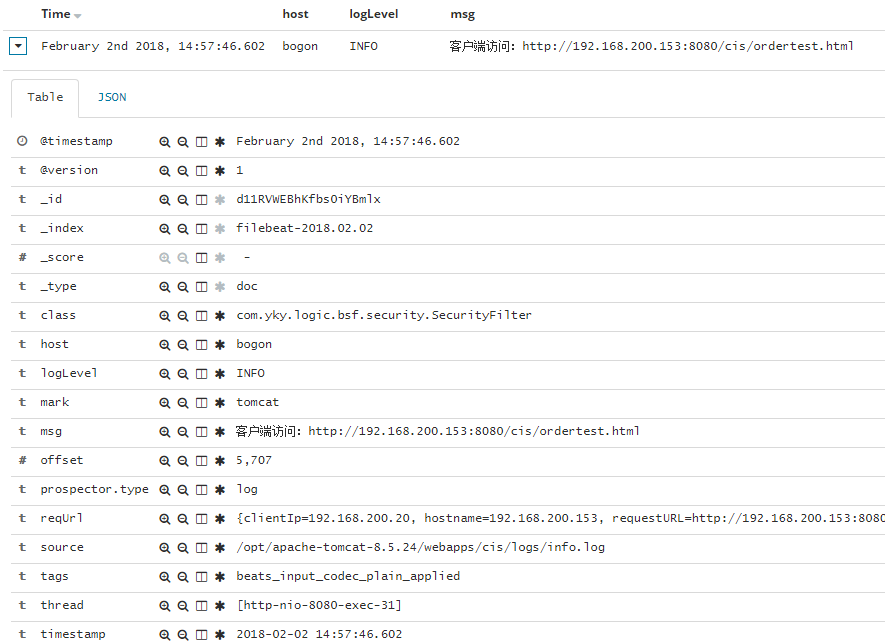 Time host logLevel msg
February 2nd 2018, 14:57:46.602 bogon INFO 客户端访问: http://192.168.200.153:8080/cis/ordertest.html
Table JSON
@timestamp February 2nd 2018, 14:57:46.602
t @version 1
t _id d11RVWEBhKfbsOiYBmlx
t _index filebeat-2018.02.02
# _score -
t _type doc
t class com.yky.logic.bsf.security.SecurityFilter
t host bogon
t logLevel INFO
t mark tomcat
t msg 客户端访问: http://192.168.200.153:8080/cis/ordertest.html
# offset 5,707
t prospector.type log
t reqUrl {clientIp=192.168.200.20, hostname=192.168.200.153, requestURL=http://192.168.200.153:8080
t source /opt/apache-tomcat-8.5.24/webapps/cis/logs/info.log
t tags beats_input_codec_plain_applied
t thread [http-nio-8080-exec-31]
t timestamp 2018-02-02 14:57:46.602